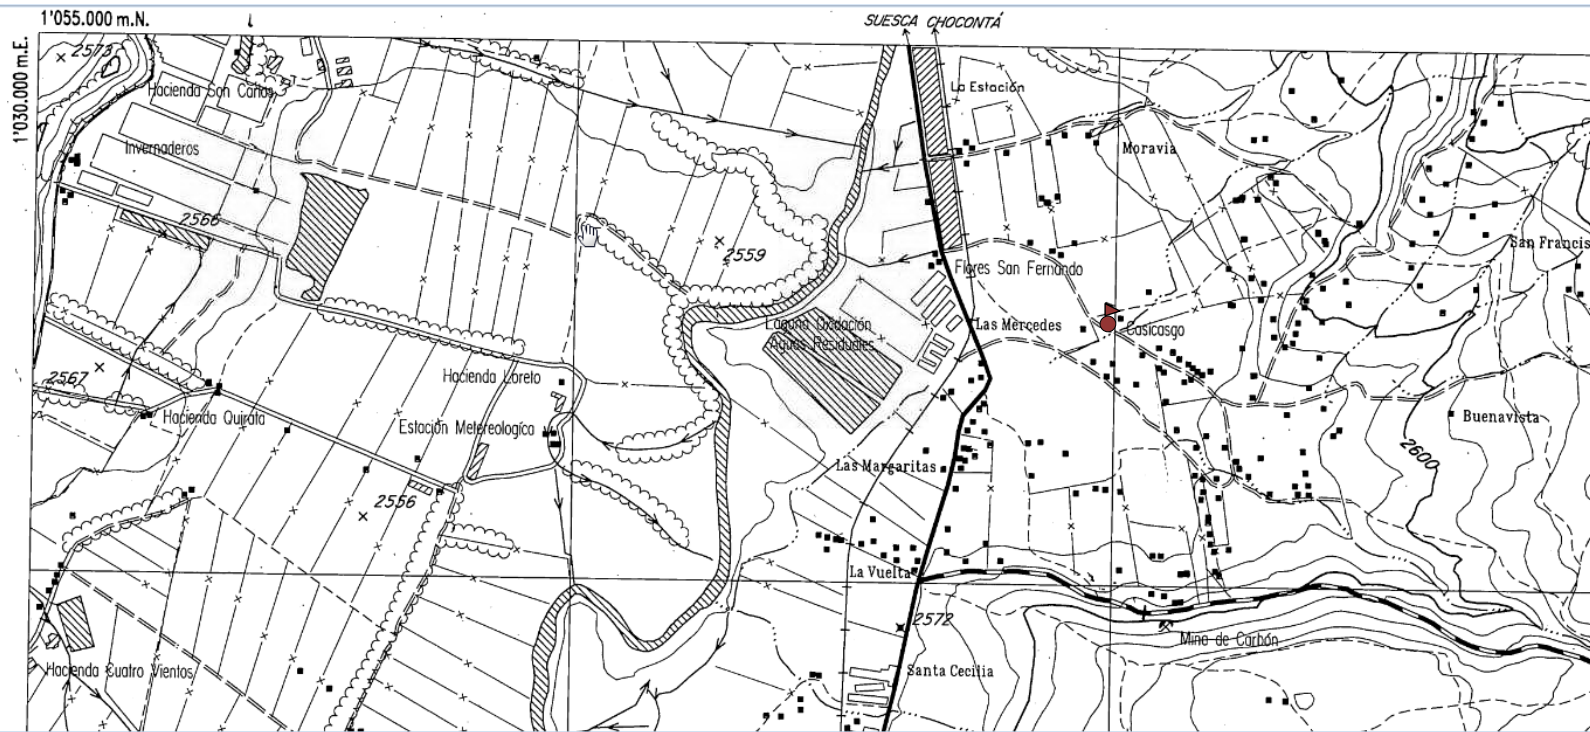 1'055.000 m.N.
SUESCA CHOCONTÁ
1'030.000 m.E.
2573
Hacienda San Carlos
La Estación
Invernaderos
Moravia
2566
2559
San Francis
Flores San Fernando
Laguna Oxidación
Aguas Residuales
Las Mercedes
Casicasgo
2567
Hacienda Loreto
Hacienda Quirata
Estación Metereologica
Buenavista
2600
Las Margaritas
2556
La Vuelta
2572
Mina de Carbón
Hacienda Cuatro Vientos
Santa Cecilia